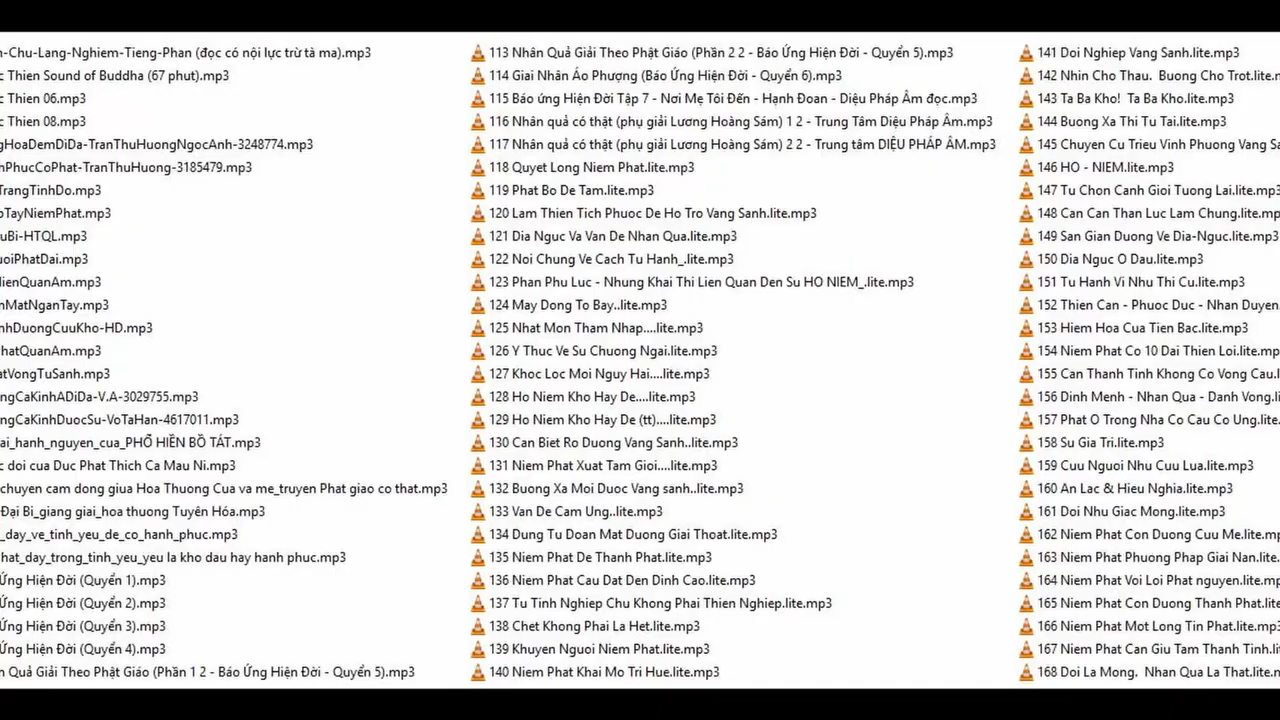 n-Chu-Lang-Nghiem-Tieng-Phan (đọc có nội lực trừ tà ma).mp3
c Thien Sound of Buddha (67 phut).mp3
c Thien 06.mp3
c Thien 08.mp3
gHoaDemDiDa-TranThuHuongNgocAnh-3248774.mp3
hPhucCoPhat-TranThuHuong-3185479.mp3
TrangTinhDo.mp3
oTayNiemPhat.mp3
uBi-HTQL.mp3
uoiPhatDai.mp3
HienQuanAm.mp3
nMatNganTay.mp3
nhDuongCuuKho-HD.mp3
hatQuanAm.mp3
atVongTuSanh.mp3
ngCaKinhADiDa-V.A-3029755.mp3
ngCaKinhDuocSu-VoTaHan-4617011.mp3
ai_hanh_nguyen_cua_PHỔ HIỀN BỒ TÁT.mp3
c doi cua Duc Phat Thich Ca Mau Ni.mp3
chuyen cam dong giua Hoa Thuong Cua va me_truyen Phat giao co that.mp3
Đại Bi_giang giai_hoa thuong Tuyên Hóa.mp3
_day_ve_tinh_yeu_de_co_hanh_phuc.mp3
hat_day_trong_tinh_yeu_yeu la kho dau hay hanh phuc.mp3
Ứng Hiện Đời (Quyển 1).mp3
Ứng Hiện Đời (Quyển 2).mp3
Ứng Hiện Đời (Quyển 3).mp3
Ứng Hiện Đời (Quyển 4).mp3
n Quả Giải Theo Phật Giáo (Phần 1 2 - Báo Ứng Hiện Đời - Quyển 5).mp3
113 Nhân Quả Giải Theo Phật Giáo (Phần 2 2 - Báo Ứng Hiện Đời - Quyển 5).mp3
114 Giai Nhân Áo Phượng (Báo Ứng Hiện Đời - Quyển 6).mp3
115 Báo ứng Hiện Đời Tập 7 - Nơi Mẹ Tôi Đến - Hạnh Đoan - Diệu Pháp Âm đọc.mp3
116 Nhân quả có thật (phụ giải Lương Hoàng Sám) 1 2 - Trung Tâm Diệu Pháp Âm.mp3
117 Nhân quả có thật (phụ giải Lương Hoàng Sám) 2 2 - Trung tâm DIỆU PHÁP ÂM.mp3
118 Quyet Long Niem Phat.lite.mp3
119 Phat Bo De Tam.lite.mp3
120 Lam Thien Tich Phuoc De Ho Tro Vang Sanh.lite.mp3
121 Dia Nguc Va Van De Nhan Qua.lite.mp3
122 Noi Chung Ve Cach Tu Hanh_.lite.mp3
123 Phan Phu Luc - Nhung Khai Thi Lien Quan Den Su HO NIEM_.lite.mp3
124 May Dong To Bay..lite.mp3
125 Nhat Mon Tham Nhap....lite.mp3
126 Y Thuc Ve Su Chuong Ngai.lite.mp3
127 Khoc Loc Moi Nguy Hai....lite.mp3
128 Ho Niem Kho Hay De....lite.mp3
129 Ho Niem Kho Hay De (tt)....lite.mp3
130 Can Biet Ro Duong Vang Sanh..lite.mp3
131 Niem Phat Xuat Tam Gioi....lite.mp3
132 Buong Xa Moi Duoc Vang sanh..lite.mp3
133 Van De Cam Ung..lite.mp3
134 Dung Tu Doan Mat Duong Giai Thoat.lite.mp3
135 Niem Phat De Thanh Phat.lite.mp3
136 Niem Phat Cau Dat Den Dinh Cao.lite.mp3
137 Tu Tinh Nghiep Chu Khong Phai Thien Nghiep.lite.mp3
138 Chet Khong Phai La Het.lite.mp3
139 Khuyen Nguoi Niem Phat.lite.mp3
140 Niem Phat Khai Mo Tri Hue.lite.mp3
141 Doi Nghiep Vang Sanh.lite.mp3
142 Nhin Cho Thau.  Buong Cho Trot.lite.m
143 Ta Ba Kho!  Ta Ba Kho.lite.mp3
144 Buong Xa Thi Tu Tai.lite.mp3
145 Chuyen Cu Trieu Vinh Phuong Vang Sa
146 HO - NIEM.lite.mp3
147 Tu Chon Canh Gioi Tuong Lai.lite.mp3
148 Can Can Than Luc Lam Chung.lite.mp
149 San Gian Duong Ve Dia-Nguc.lite.mp3
150 Dia Nguc O Dau.lite.mp3
151 Tu Hanh Vi Nhu Thi Cu.lite.mp3
152 Thien Can - Phuoc Duc - Nhan Duyen.
153 Hiem Hoa Cua Tien Bac.lite.mp3
154 Niem Phat Co 10 Dai Thien Loi.lite.mp
155 Can Thanh Tinh Khong Co Vong Cau.l
156 Dinh Menh - Nhan Qua - Danh Vong.li
157 Phat O Trong Nha Co Cau Co Ung.lite
158 Su Gia Tri.lite.mp3
159 Cuu Nguoi Nhu Cuu Lua.lite.mp3
160 An Lac & Hieu Nghia.lite.mp3
161 Doi Nhu Giac Mong.lite.mp3
162 Niem Phat Con Duong Cuu Me.lite.mp
163 Niem Phat Phuong Phap Giai Nan.lite.
164 Niem Phat Voi Loi Phat nguyen.lite.mp
165 Niem Phat Con Duong Thanh Phat.lite
166 Niem Phat Mot Long Tin Phat.lite.mp3
167 Niem Phat Can Giu Tam Thanh Tinh.li
168 Doi La Mong.  Nhan Qua La That.lite.m